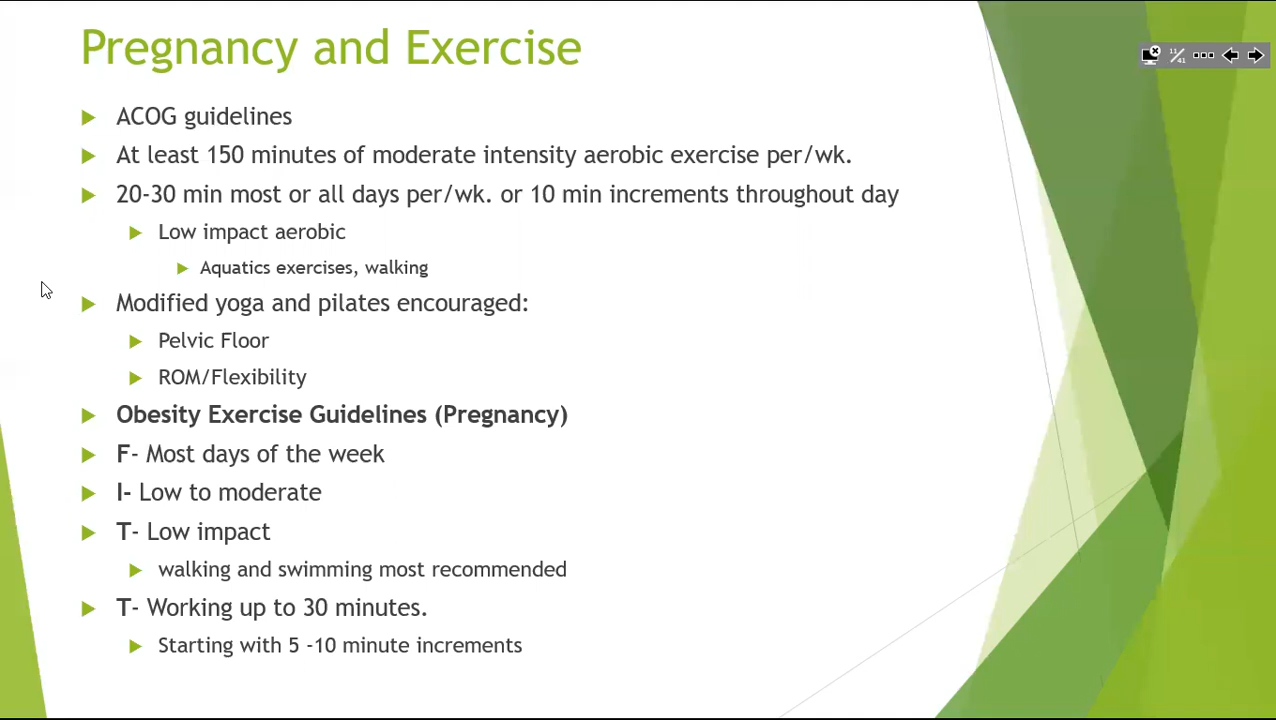 Pregnancy and Exercise
11/41
ACOG guidelines
At least 150 minutes of moderate intensity aerobic exercise per/wk.
20-30 min most or all days per/wk. or 10 min increments throughout day
Low impact aerobic
Aquatics exercises, walking
Modified yoga and pilates encouraged:
Pelvic Floor
ROM/Flexibility
Obesity Exercise Guidelines (Pregnancy)
F- Most days of the week
I- Low to moderate
T- Low impact
walking and swimming most recommended
T- Working up to 30 minutes.
Starting with 5 -10 minute increments